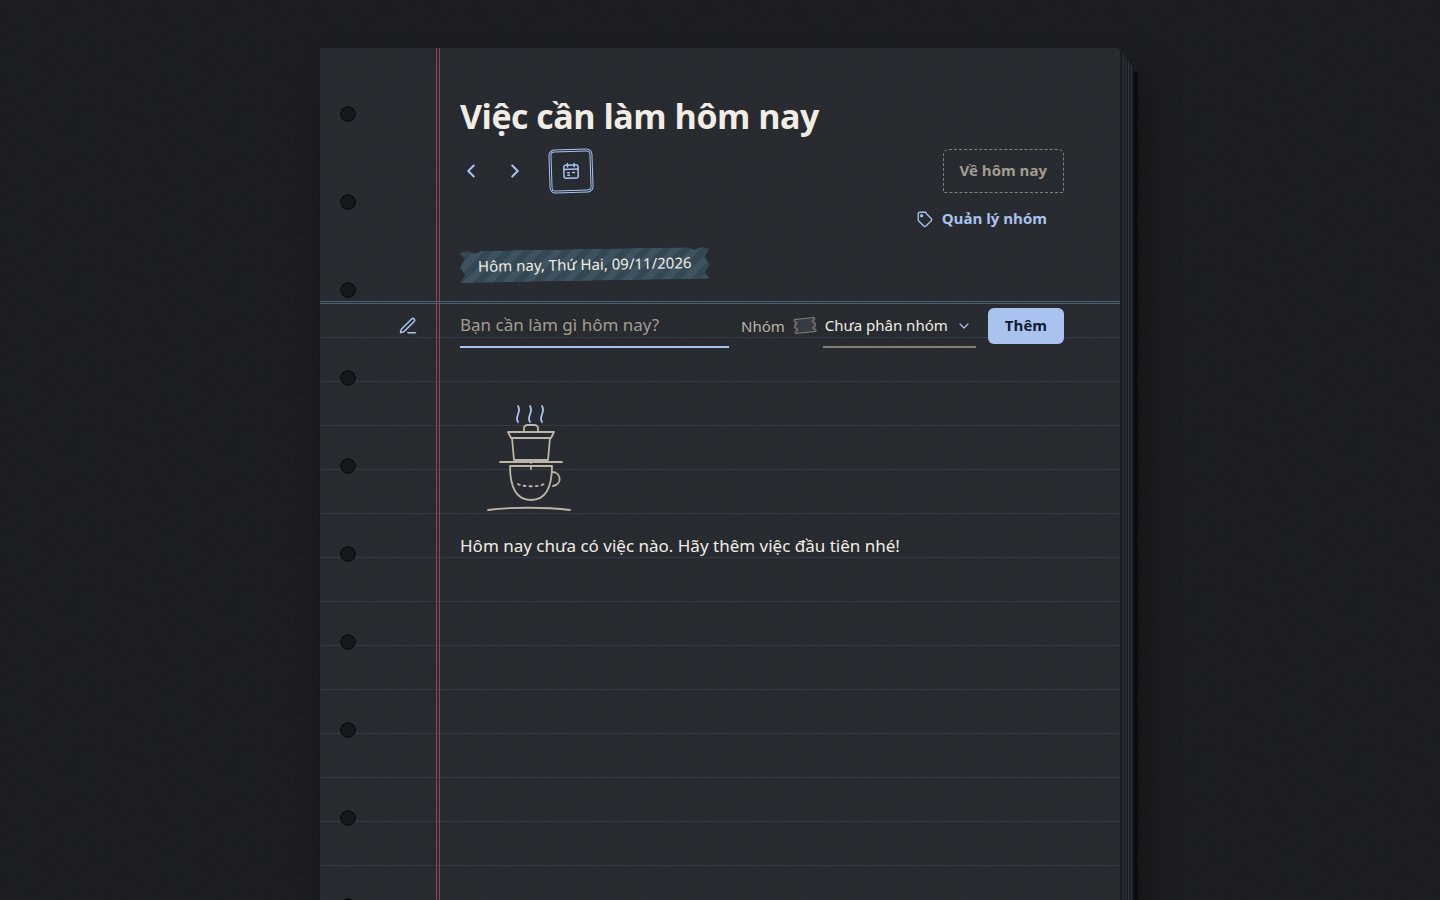 Việc cần làm hôm nay
Về hôm nay
Quản lý nhóm
Hôm nay, Thứ Hai, 09/11/2026
Bạn cần làm gì hôm nay? Nhóm Chưa phân nhóm Thêm
Hôm nay chưa có việc nào. Hãy thêm việc đầu tiên nhé!